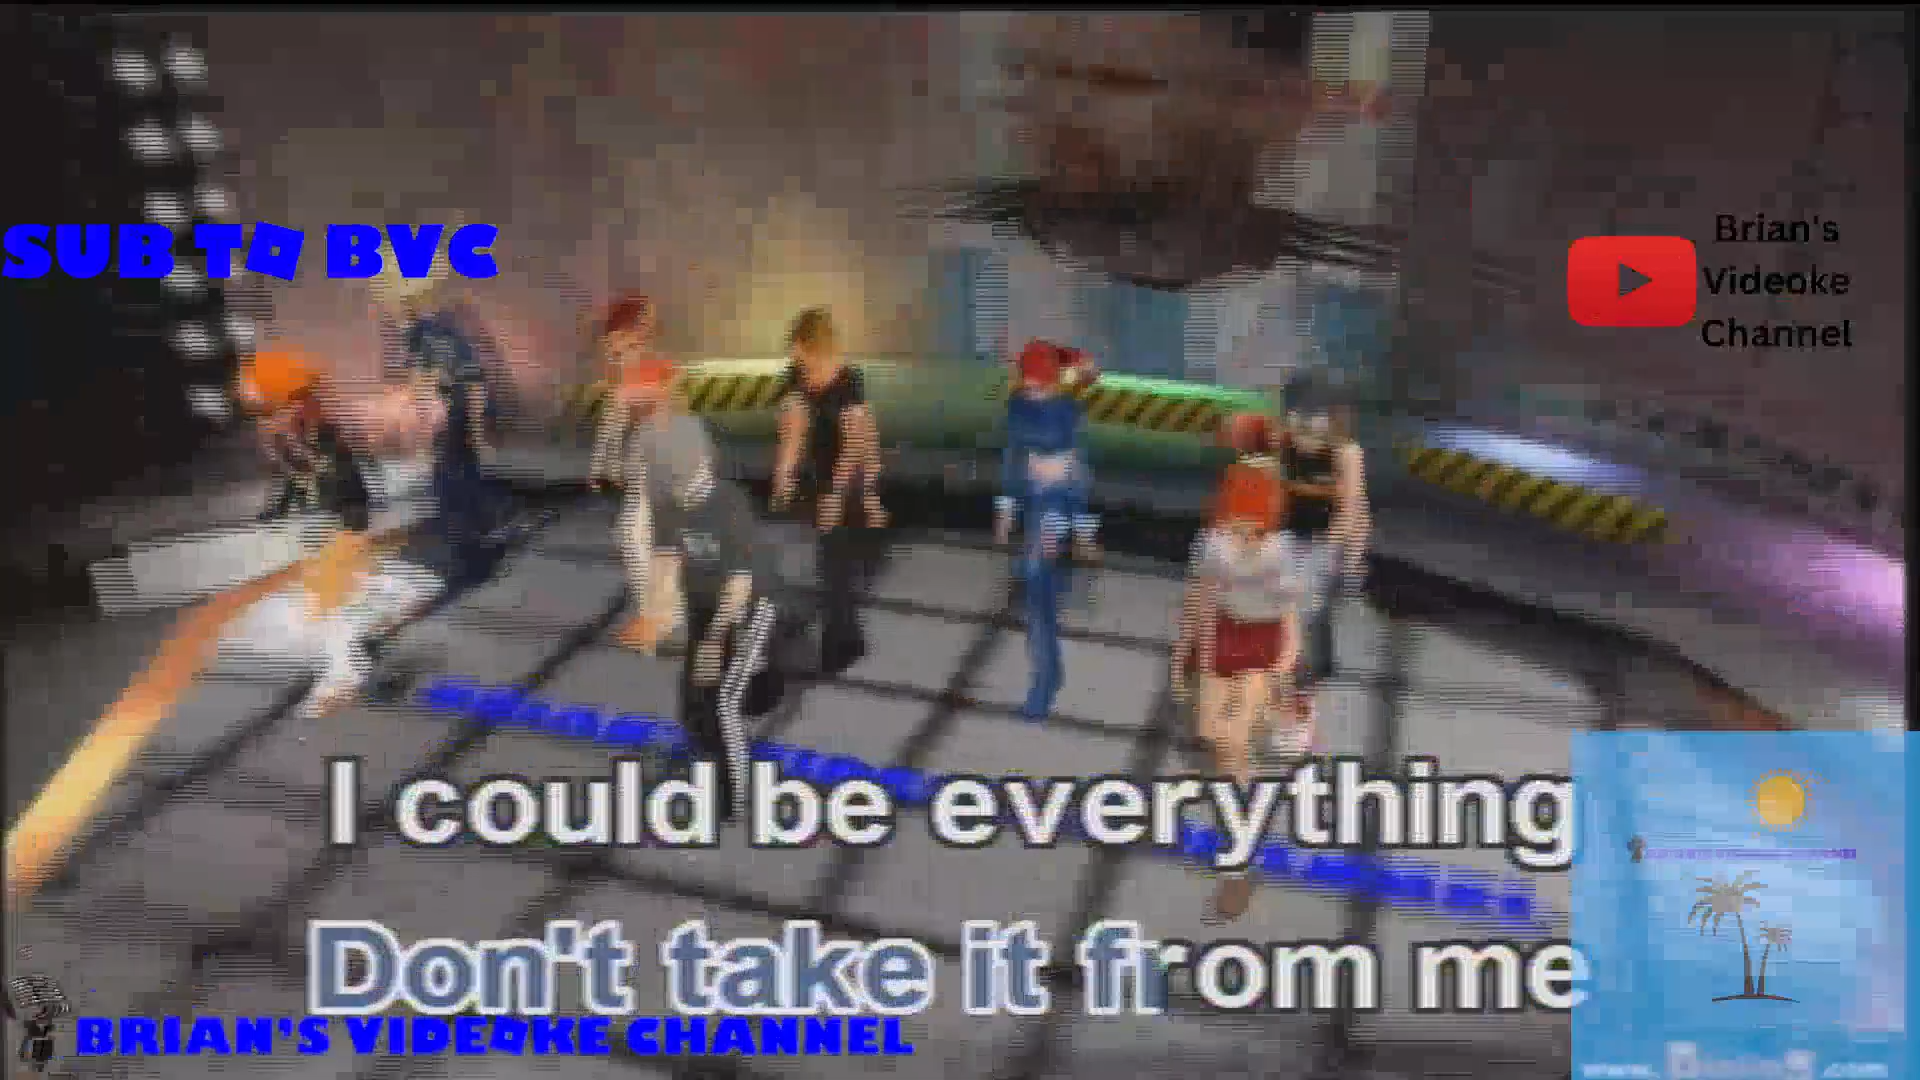 SUB TO BVC
Brian's
Videoke
Channel
I could be everything
Don't take it from me
BRIAN'S VIDEOKE CHANNEL